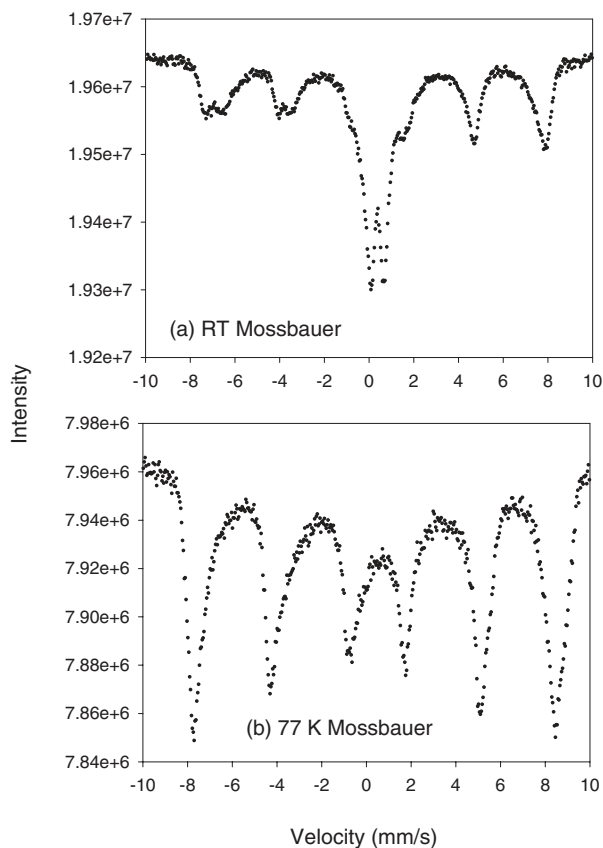 1.97e+7
1.96e+7
1.95e+7
1.94e+7
1.93e+7
1.92e+7
(a) RT Mossbauer
-10 -8 -6 -4 -2 0 2 4 6 8 10
Intensity
7.98e+6
7.96e+6
7.94e+6
7.92e+6
7.90e+6
7.88e+6
7.86e+6
7.84e+6
(b) 77 K Mossbauer
-10 -8 -6 -4 -2 0 2 4 6 8 10
Velocity (mm/s)